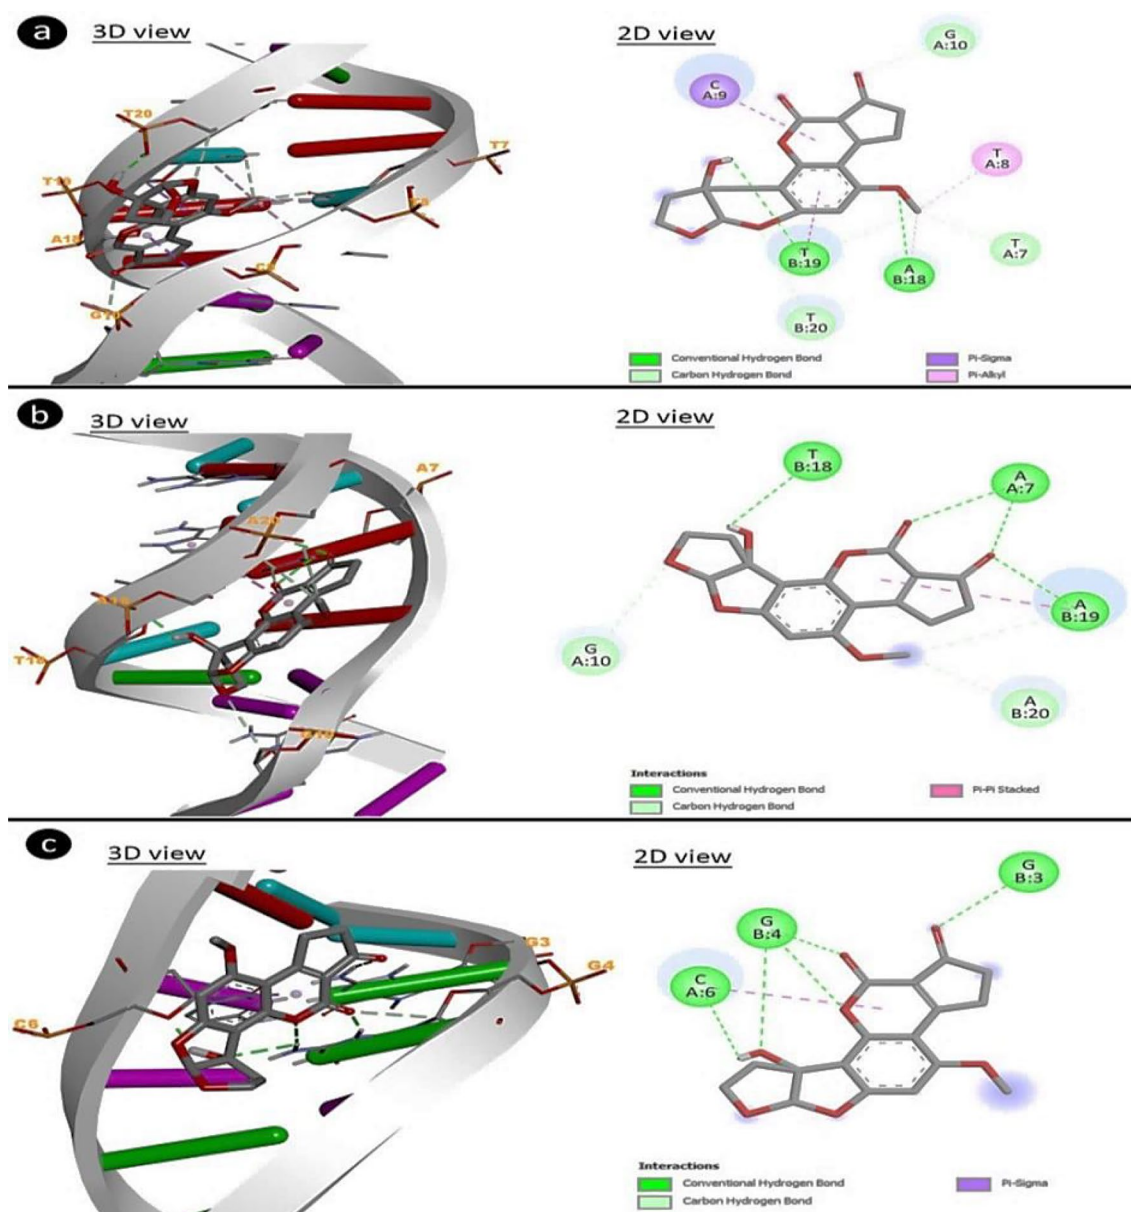 a
3D view
2D view
G
A:10
C
A:9
T20
T7
T
A:8
A18
T
A:7
T
B:19
A
B:18
T
B:20
Conventional Hydrogen Bond
Pi-Sigma
Carbon Hydrogen Bond
Pi-Alkyl
b
3D view
2D view
T
B:18
A7
A
A:7
A20
A
B:19
G
A:10
A
B:20
Interactions
Conventional Hydrogen Bond
Pi-Pi Stacked
Carbon Hydrogen Bond
c
3D view
2D view
G
B:3
G
B:4
G3
G4
C
A:6
C6
Interactions
Conventional Hydrogen Bond
Pi-Sigma
Carbon Hydrogen Bond